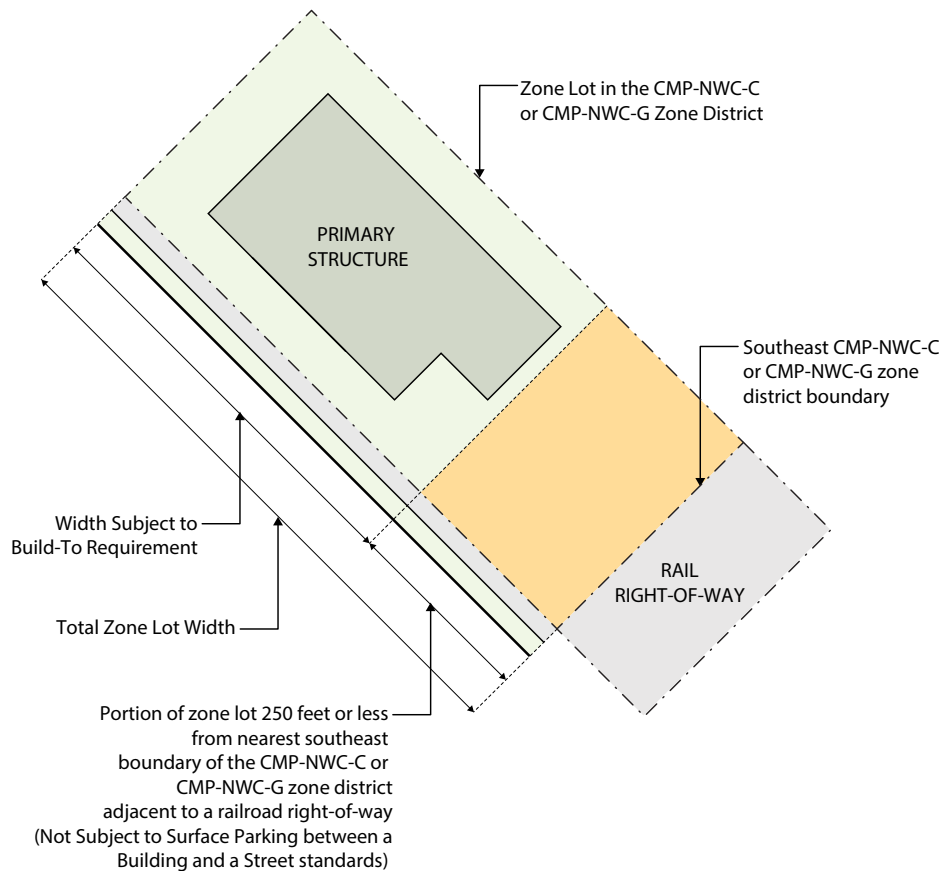 Zone Lot in the CMP-NWC-C
or CMP-NWC-G Zone District
PRIMARY
STRUCTURE
Southeast CMP-NWC-C
or CMP-NWC-G zone
district boundary
Width Subject to
Build-To Requirement
RAIL
RIGHT-OF-WAY
Total Zone Lot Width
Portion of zone lot 250 feet or less
from nearest southeast
boundary of the CMP-NWC-C or
CMP-NWC-G zone district
adjacent to a railroad right-of-way
(Not Subject to Surface Parking between a
Building and a Street standards)